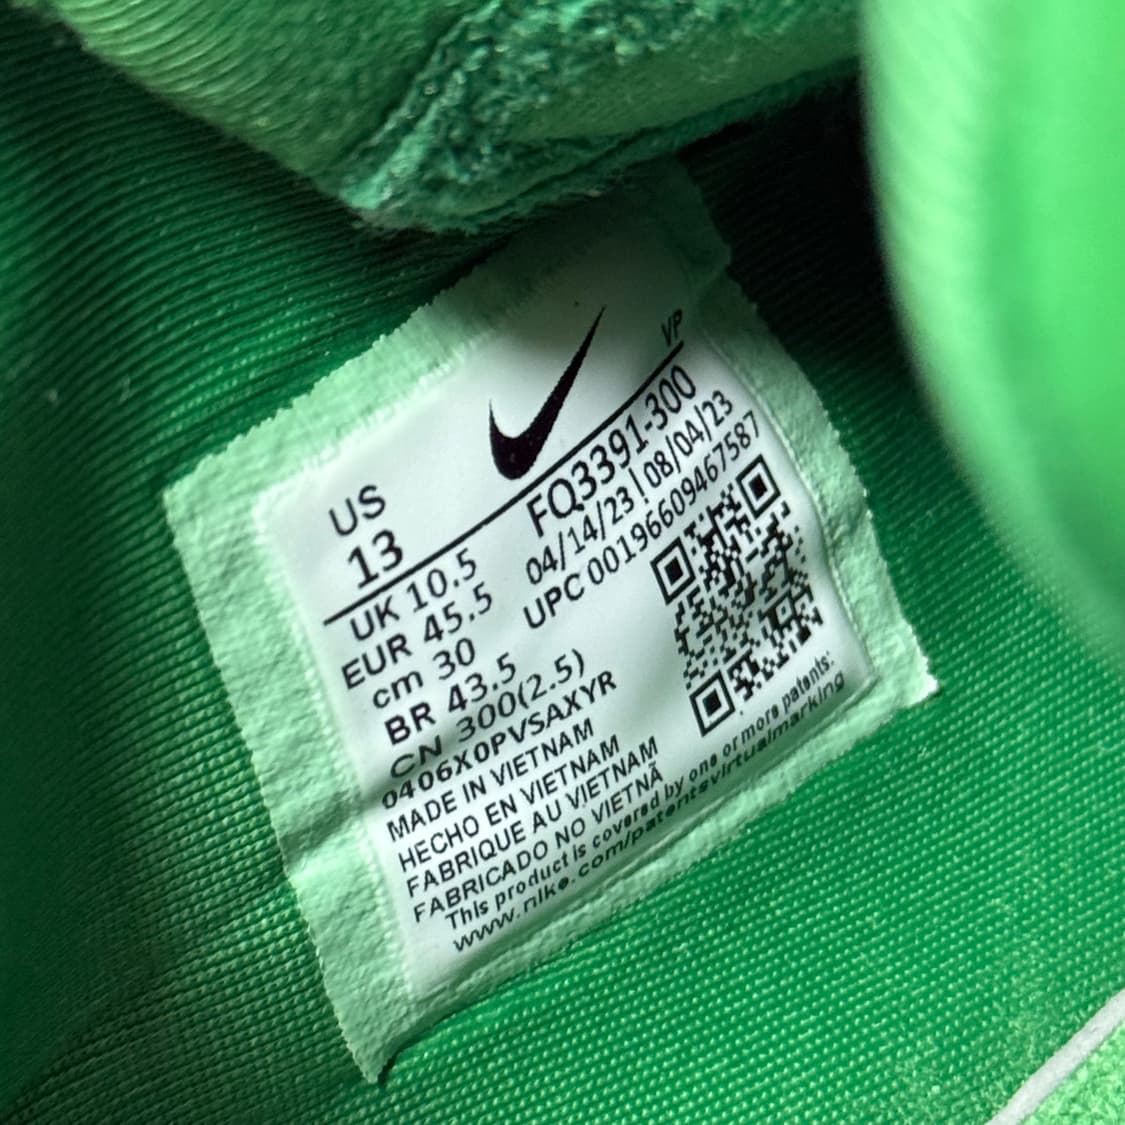 VP
US
13
FQ3391-300
04/14/23 | 08/04/23
UPC 00196609467587
UK 10.5
EUR 45.5
cm 30
BR 43.5
CN 300(2.5)
0406X0PVSAXYR
MADE IN VIETNAM
HECHO EN VIETNAM
FABRIQUE AU VIETNAM
FABRICADO NO VIETNÃ
This product is covered by one or more patents:
www.nike.com/patentsvirtualmarking